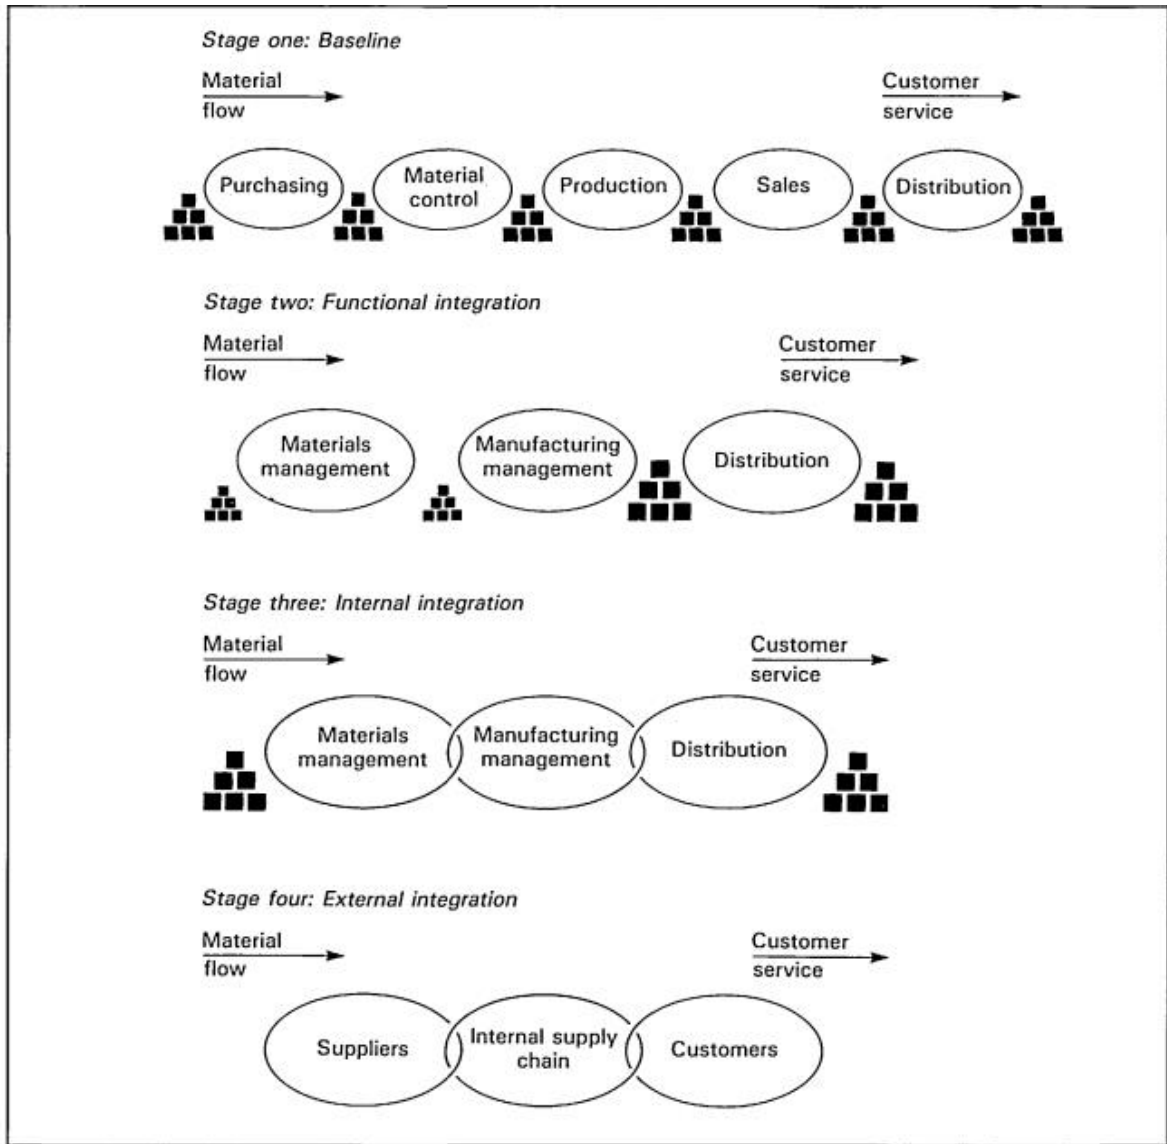 Stage one: Baseline
Material
flow
Customer
service
Purchasing
Material
control
Production
Sales
Distribution
Stage two: Functional integration
Material
flow
Customer
service
Materials
management
Manufacturing
management
Distribution
Stage three: Internal integration
Material
flow
Customer
service
Materials
management
Manufacturing
management
Distribution
Stage four: External integration
Material
flow
Customer
service
Suppliers
Internal supply
chain
Customers